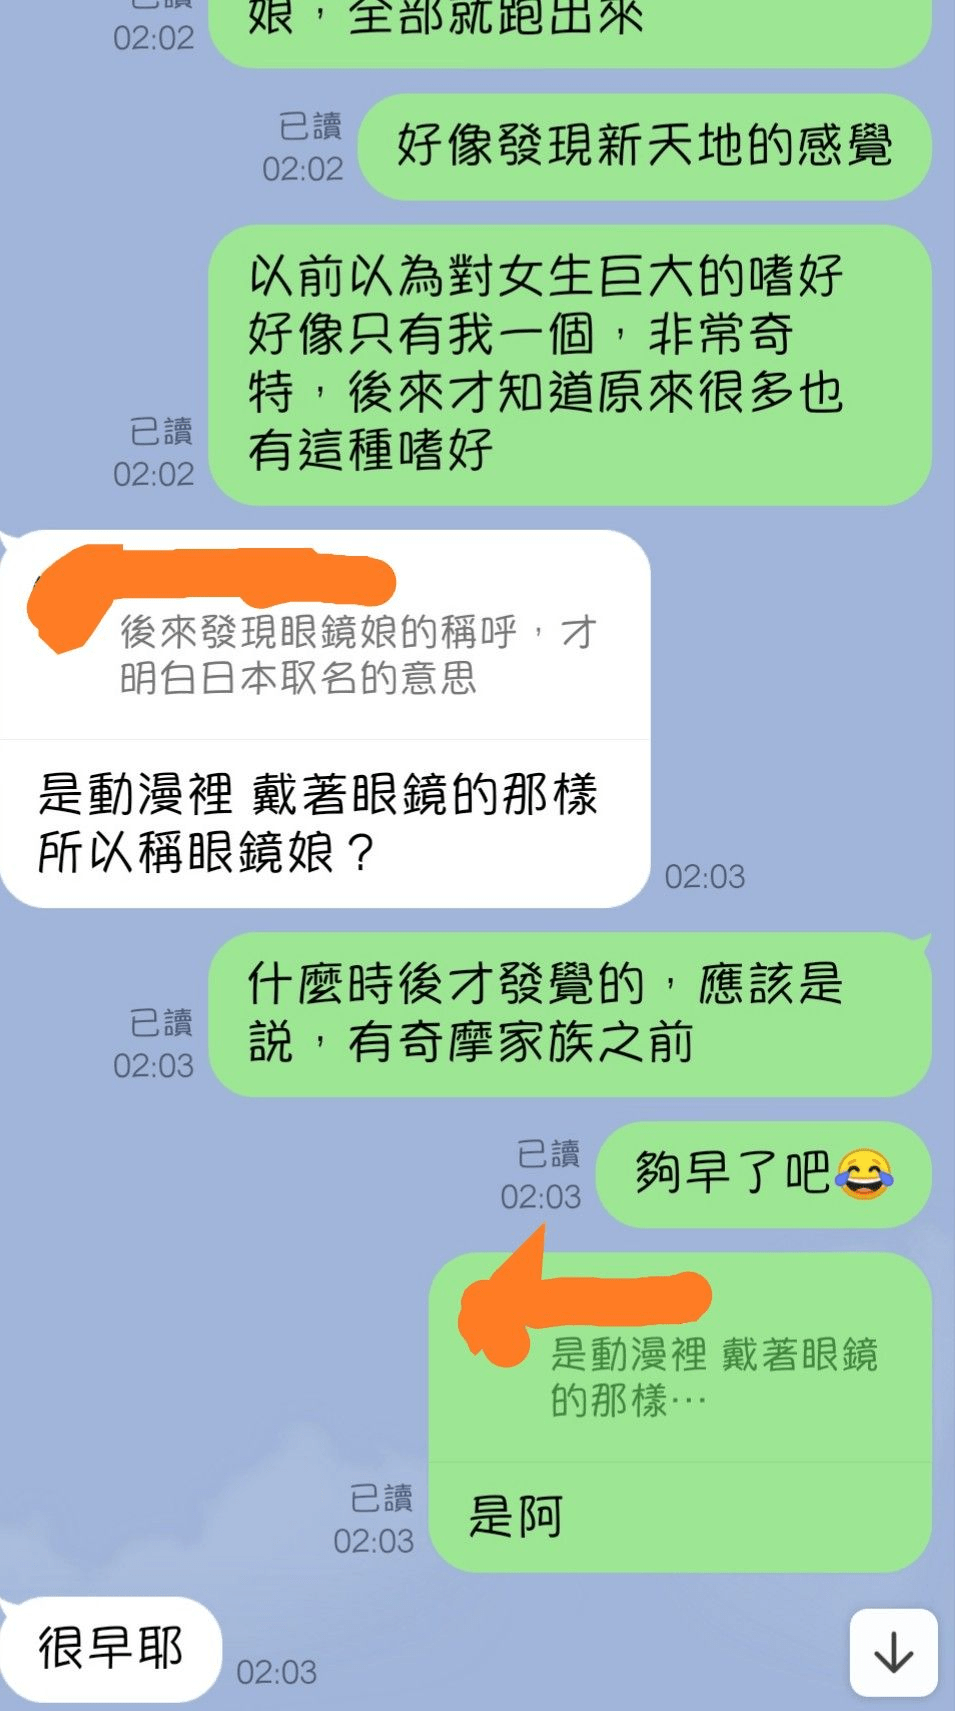 已讀
02:02
娘，全部就跑出來
已讀
02:02
好像發現新天地的感覺
以前以為對女生巨大的嗜好
好像只有我一個，非常奇
特，後來才知道原來很多也
有這種嗜好
已讀
02:02
後來發現眼鏡娘的稱呼，才
明白日本取名的意思
是動漫裡 戴著眼鏡的那樣
所以稱眼鏡娘？
02:03
什麼時後才發覺的，應該是
説，有奇摩家族之前
已讀
02:03
已讀
02:03
夠早了吧😂
是動漫裡 戴著眼鏡
的那樣…
是阿
已讀
02:03
很早耶
02:03